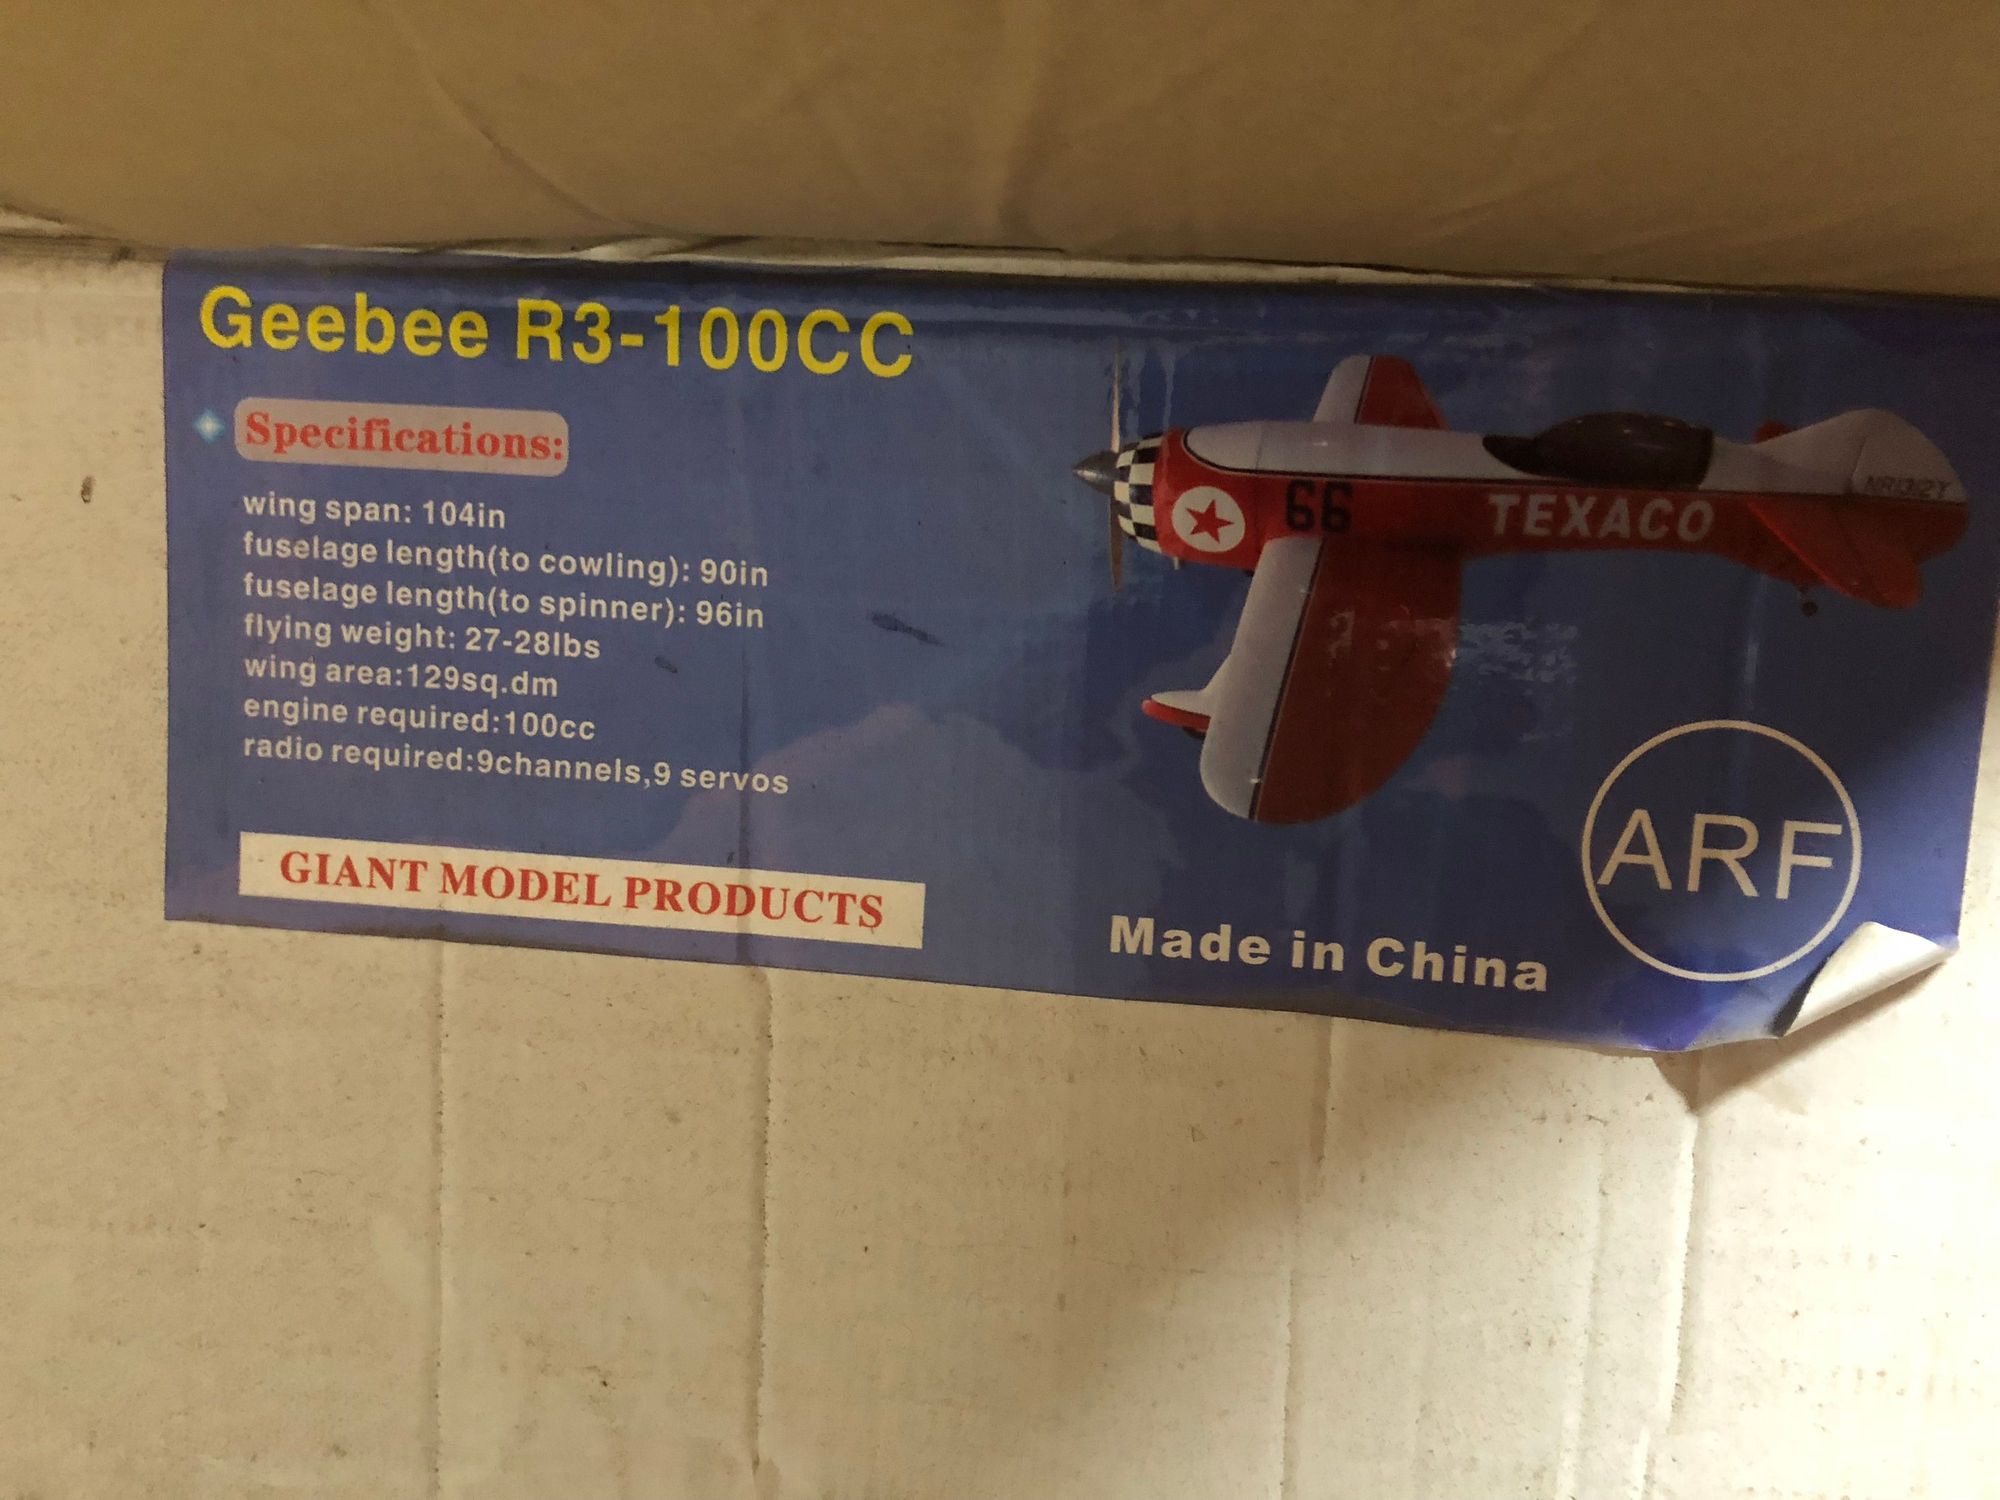 Geebee R3-100CC
Specifications:
wing span: 104in
fuselage length(to cowling): 90in
fuselage length(to spinner): 96in
flying weight: 27-28lbs
wing area:129sq.dm
engine required:100cc
radio required:9channels,9 servos
GIANT MODEL PRODUCTS
66
TEXACO
ARF
Made in China